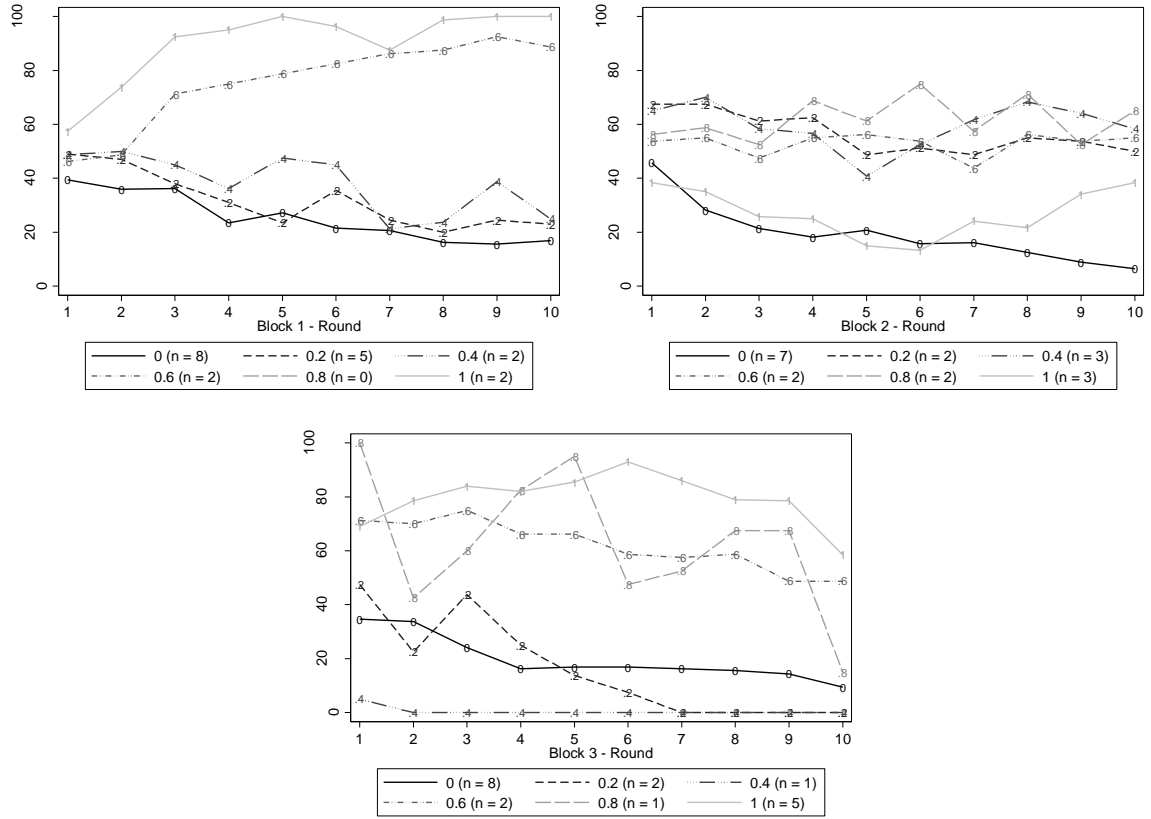 100
80
60
40
20
0
1 2 3 4 5 6 7 8 9 10
Block 1 - Round
0 (n = 8) 0.2 (n = 5) 0.4 (n = 2)
0.6 (n = 2) 0.8 (n = 0) 1 (n = 2)
100
80
60
40
20
0
1 2 3 4 5 6 7 8 9 10
Block 2 - Round
0 (n = 7) 0.2 (n = 2) 0.4 (n = 3)
0.6 (n = 2) 0.8 (n = 2) 1 (n = 3)
100
80
60
40
20
0
1 2 3 4 5 6 7 8 9 10
Block 3 - Round
0 (n = 8) 0.2 (n = 2) 0.4 (n = 1)
0.6 (n = 2) 0.8 (n = 1) 1 (n = 5)